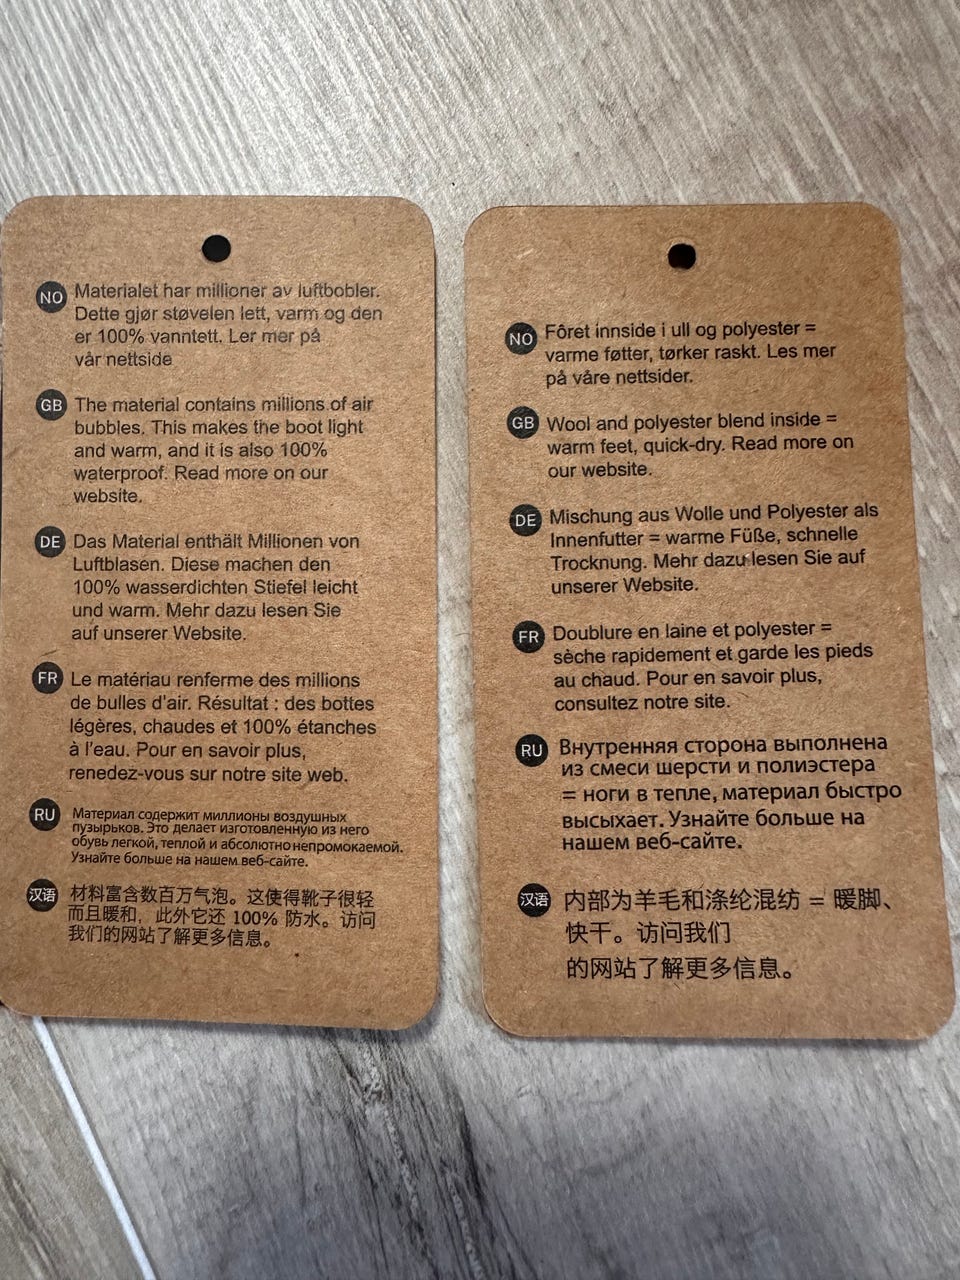 NO Materialet har millioner av luftbobler.
Dette gjør støvelen lett, varm og den
er 100% vanntett. Ler mer på
vår nettside
GB The material contains millions of air
bubbles. This makes the boot light
and warm, and it is also 100%
waterproof. Read more on our
website.
DE Das Material enthält Millionen von
Luftblasen. Diese machen den
100% wasserdichten Stiefel leicht
und warm. Mehr dazu lesen Sie
auf unserer Website.
FR Le matériau renferme des millions
de bulles d'air. Résultat : des bottes
légères, chaudes et 100% étanches
à l'eau. Pour en savoir plus,
renedez-vous sur notre site web.
RU Материал содержит миллионы воздушных
пузырьков. Это делает изготовленную из него
обувь легкой, теплой и абсолютно непромокаемой.
Узнайте больше на нашем веб-сайте.
汉语 材料富含数百万气泡。这使得靴子很轻
而且暖和，此外它还 100% 防水。访问
我们的网站了解更多信息。
NO Fôret innside i ull og polyester =
varme føtter, tørker raskt. Les mer
på våre nettsider.
GB Wool and polyester blend inside =
warm feet, quick-dry. Read more on
our website.
DE Mischung aus Wolle und Polyester als
Innenfutter = warme Füße, schnelle
Trocknung. Mehr dazu lesen Sie auf
unserer Website.
FR Doublure en laine et polyester =
sèche rapidement et garde les pieds
au chaud. Pour en savoir plus,
consultez notre site.
RU Внутренняя сторона выполнена
из смеси шерсти и полиэстера
= ноги в тепле, материал быстро
высыхает. Узнайте больше на
нашем веб-сайте.
汉语 内部为羊毛和涤纶混纺 = 暖脚、
快干。访问我们
的网站了解更多信息。